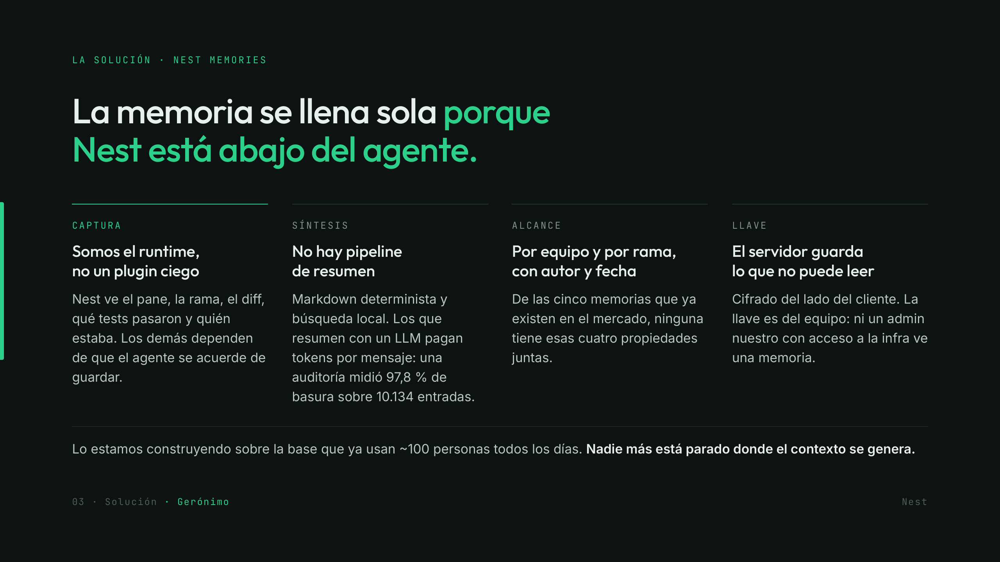 LA SOLUCIÓN · NEST MEMORIES
La memoria se llena sola porque
Nest está abajo del agente.
CAPTURA
Somos el runtime,
no un plugin ciego
Nest ve el pane, la rama, el diff,
qué tests pasaron y quién
estaba. Los demás dependen
de que el agente se acuerde de
guardar.
SÍNTESIS
No hay pipeline
de resumen
Markdown determinista y
búsqueda local. Los que
resumen con un LLM pagan
tokens por mensaje: una
auditoría midió 97,8 % de
basura sobre 10.134 entradas.
ALCANCE
Por equipo y por rama,
con autor y fecha
De las cinco memorias que ya
existen en el mercado, ninguna
tiene esas cuatro propiedades
juntas.
LLAVE
El servidor guarda
lo que no puede leer
Cifrado del lado del cliente. La
llave es del equipo: ni un admin
nuestro con acceso a la infra ve
una memoria.
Lo estamos construyendo sobre la base que ya usan ~100 personas todos los días. Nadie más está parado donde el contexto se genera.
03 · Solución · Gerónimo
Nest